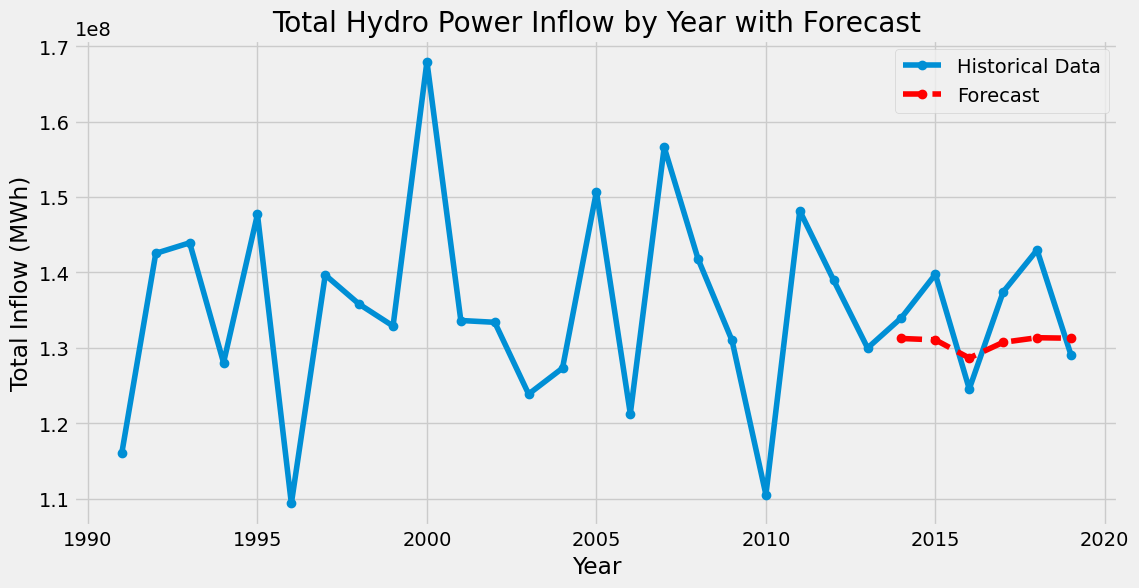 Total Hydro Power Inflow by Year with Forecast
1e8
1.7
1.6
1.5
1.4
1.3
1.2
1.1
Total Inflow (MWh)
Historical Data
Forecast
1990 1995 2000 2005 2010 2015 2020
Year